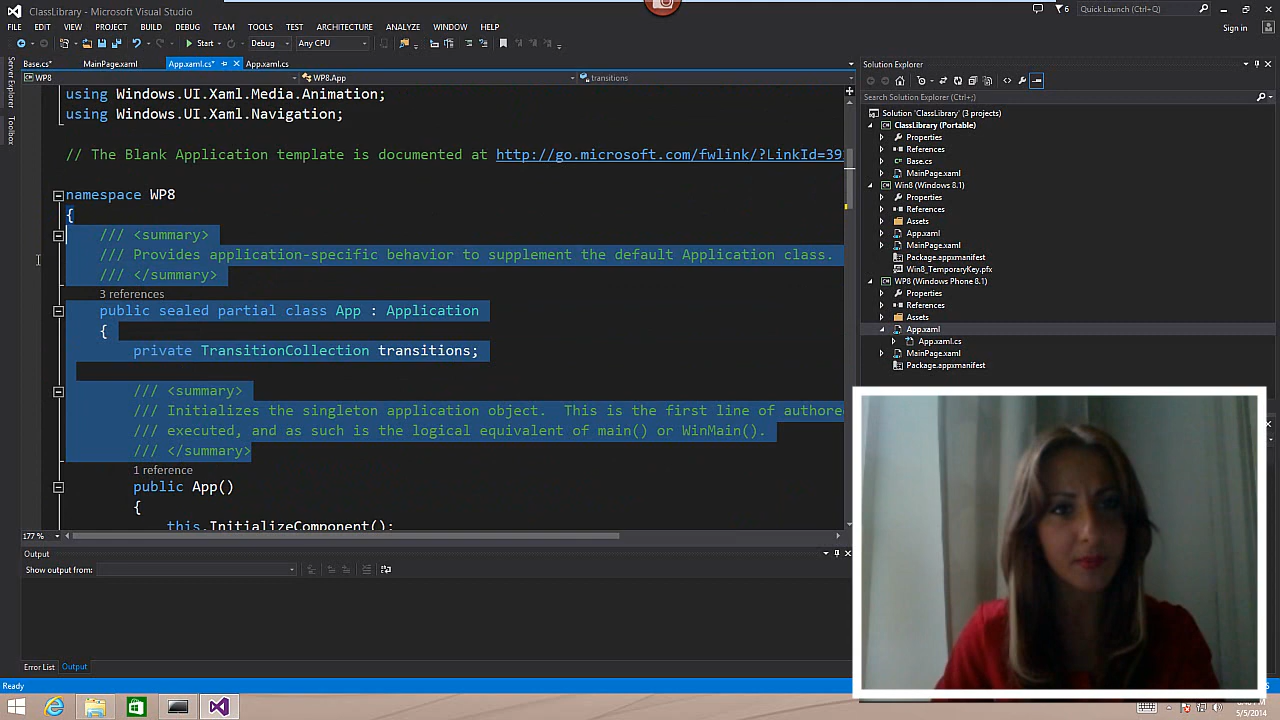 ClassLibrary - Microsoft Visual Studio
6
Quick Launch (Ctrl+Q)
FILE EDIT VIEW PROJECT BUILD DEBUG TEAM TOOLS TEST ARCHITECTURE ANALYZE WINDOW HELP
Sign in
Start Debug Any CPU
Base.cs* MainPage.xaml App.xaml.cs* App.xaml.cs
WP8 WP8.App transitions
Server Explorer
Toolbox
using Windows.UI.Xaml.Media.Animation;
using Windows.UI.Xaml.Navigation;
// The Blank Application template is documented at http://go.microsoft.com/fwlink/?LinkId=39
namespace WP8
{
/// <summary>
/// Provides application-specific behavior to supplement the default Application class.
/// </summary>
3 references
public sealed partial class App : Application
{
private TransitionCollection transitions;
/// <summary>
/// Initializes the singleton application object.  This is the first line of authore
/// executed, and as such is the logical equivalent of main() or WinMain().
/// </summary>
1 reference
public App()
{
this.InitializeComponent();
177 %
Output
Show output from:
Error List Output
Ready
Solution Explorer
Search Solution Explorer (Ctrl+;)
Solution 'ClassLibrary' (3 projects)
ClassLibrary (Portable)
Properties
References
Base.cs
MainPage.xaml
Win8 (Windows 8.1)
Properties
References
Assets
App.xaml
MainPage.xaml
Package.appxmanifest
Win8_TemporaryKey.pfx
WP8 (Windows Phone 8.1)
Properties
References
Assets
App.xaml
App.xaml.cs
MainPage.xaml
Package.appxmanifest
5/5/2014